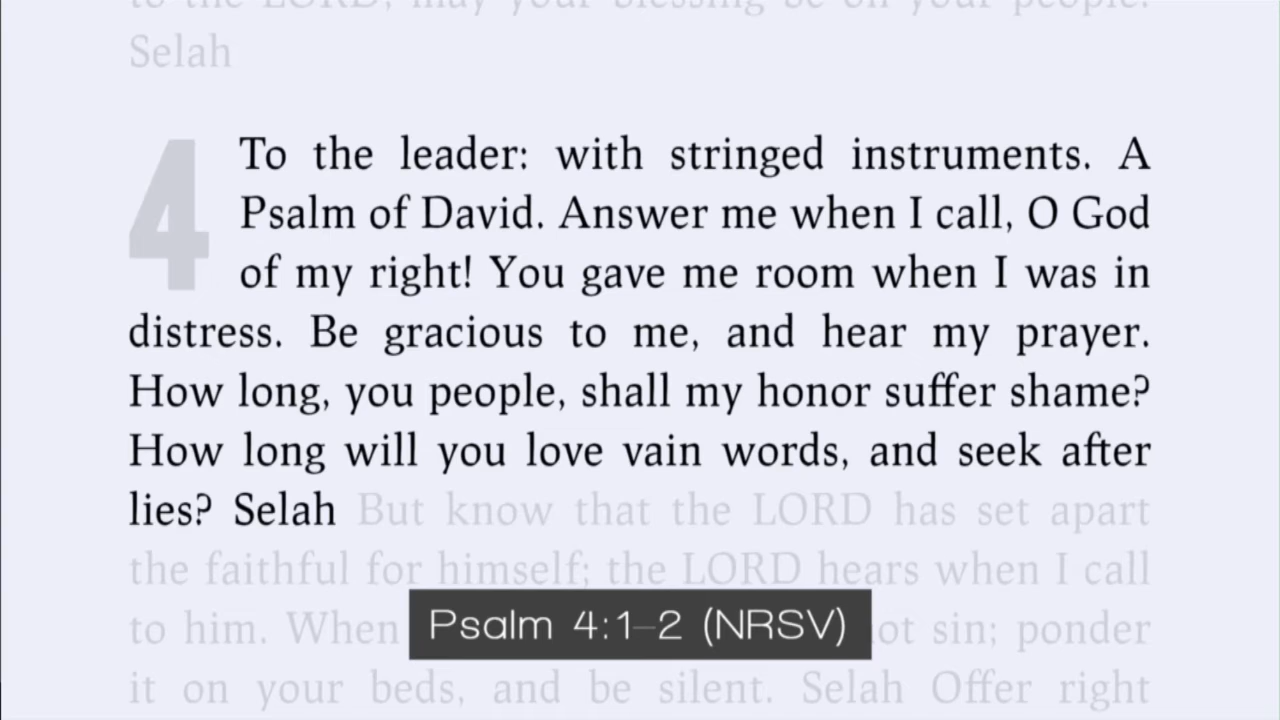 to the LORD; may your blessing be on your people.
Selah
4
To the leader: with stringed instruments. A
Psalm of David. Answer me when I call, O God
of my right! You gave me room when I was in
distress. Be gracious to me, and hear my prayer.
How long, you people, shall my honor suffer shame?
How long will you love vain words, and seek after
lies? Selah But know that the LORD has set apart
the faithful for himself; the LORD hears when I call
to him. When ot sin; ponder
Psalm 4:1–2 (NRSV)
it on your beds, and be silent. Selah Offer right